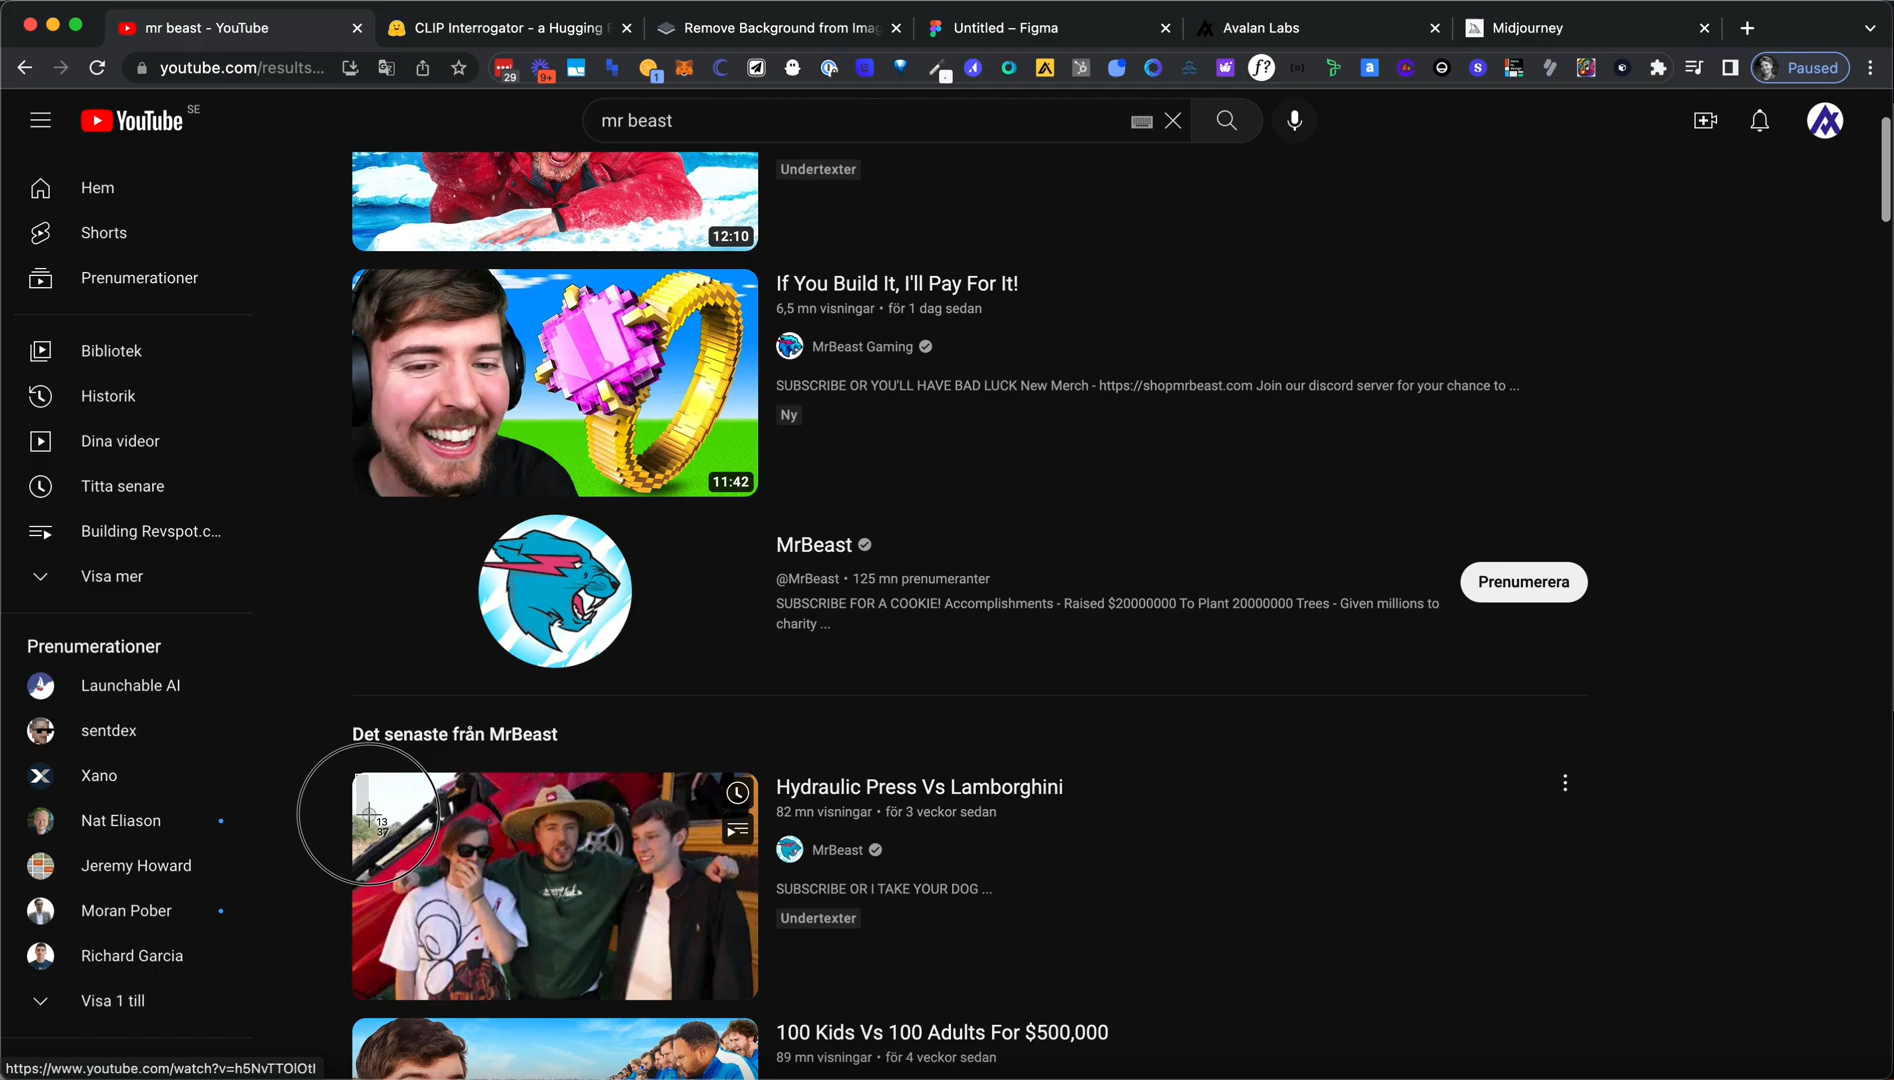 mr beast - YouTube
CLIP Interrogator - a Hugging F
Remove Background from Imag
Untitled – Figma
Avalan Labs
Midjourney
youtube.com/results...
29
9+
1
f?
Paused
YouTube
SE
mr beast
Hem
Shorts
Prenumerationer
Bibliotek
Historik
Dina videor
Titta senare
Building Revspot.c...
Visa mer
Prenumerationer
Launchable AI
sentdex
Xano
Nat Eliason
Jeremy Howard
Moran Pober
Richard Garcia
Visa 1 till
12:10
Undertexter
11:42
If You Build It, I'll Pay For It!
6,5 mn visningar • för 1 dag sedan
MrBeast Gaming
SUBSCRIBE OR YOU'LL HAVE BAD LUCK New Merch - https://shopmrbeast.com Join our discord server for your chance to ...
Ny
MrBeast
@MrBeast • 125 mn prenumeranter
SUBSCRIBE FOR A COOKIE! Accomplishments - Raised $20000000 To Plant 20000000 Trees - Given millions to
charity ...
Prenumerera
Det senaste från MrBeast
13
37
Hydraulic Press Vs Lamborghini
82 mn visningar • för 3 veckor sedan
MrBeast
SUBSCRIBE OR I TAKE YOUR DOG ...
Undertexter
100 Kids Vs 100 Adults For $500,000
89 mn visningar • för 4 veckor sedan
https://www.youtube.com/watch?v=h5NvTTOIOtI